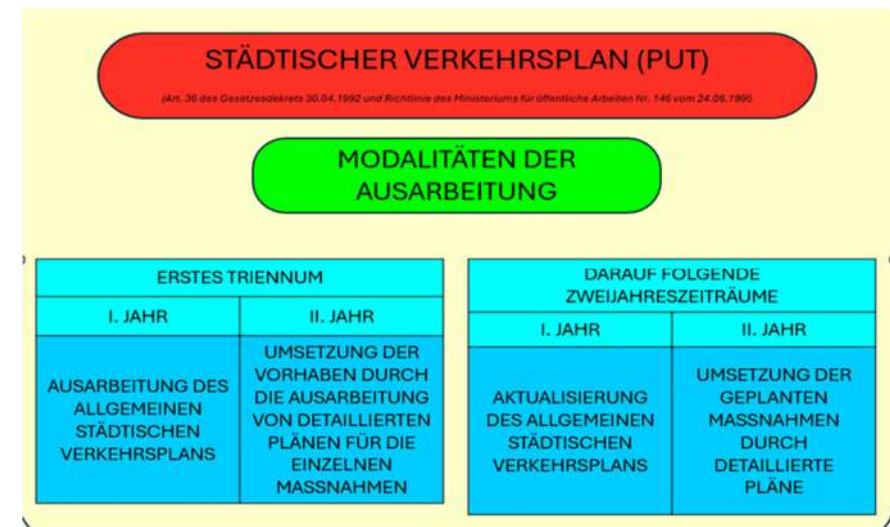 STÄDTISCHER VERKEHRSPLAN (PUT)
(Art. 36 des Gesetzesdekrets 30.04.1992 und Richtlinie des Ministeriums für öffentliche Arbeiten Nr. 146 vom 24.06.1995
MODALITÄTEN DER
AUSARBEITUNG
ERSTES TRIENNUM
I. JAHR
II. JAHR
AUSARBEITUNG DES
ALLGEMEINEN
STÄDTISCHEN
VERKEHRSPLANS
UMSETZUNG DER
VORHABEN DURCH
DIE AUSARBEITUNG
VON DETAILLIERTEN
PLÄNEN FÜR DIE
EINZELNEN
MASSNAHMEN
DARAUF FOLGENDE
ZWEIJAHRESZEITRÄUME
I. JAHR
II. JAHR
AKTUALISIERUNG
DES ALLGEMEINEN
STÄDTISCHEN
VERKEHRSPLANS
UMSETZUNG DER
GEPLANTEN
MASSNAHMEN
DURCH
DETAILLIERTE
PLÄNE